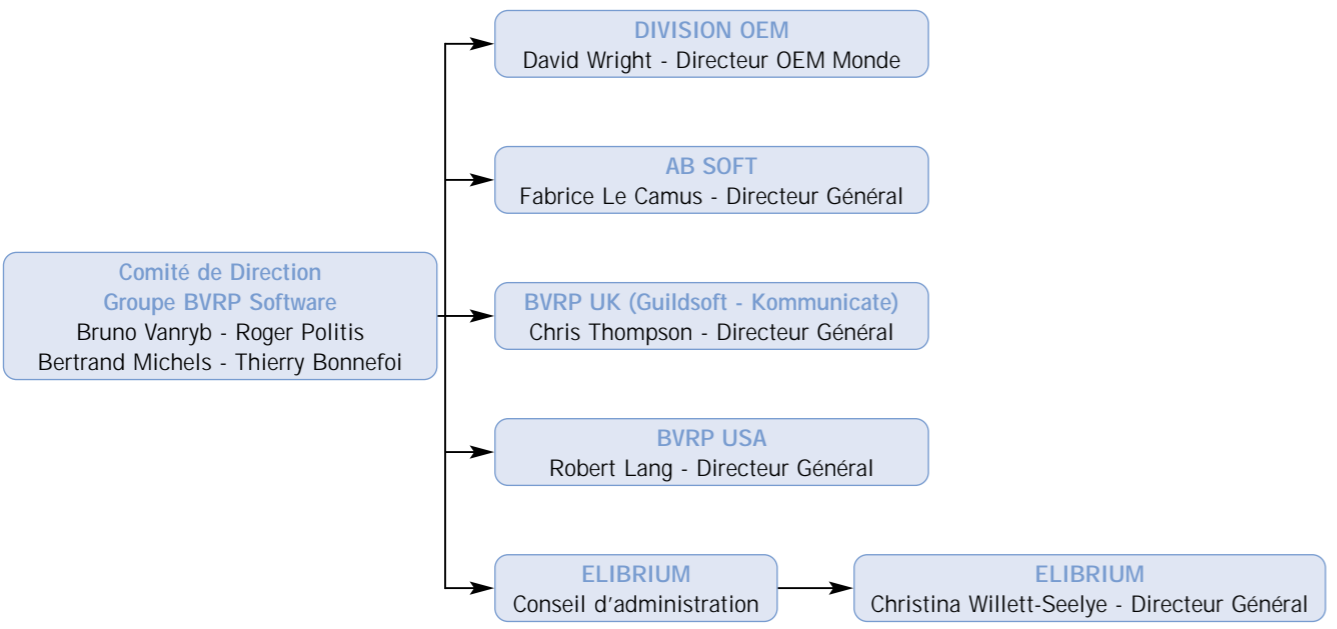 DIVISION OEM
David Wright - Directeur OEM Monde
AB SOFT
Fabrice Le Camus - Directeur Général
Comité de Direction
Groupe BVRP Software
Bruno Vanryb - Roger Politis
Bertrand Michels - Thierry Bonnefoi
BVRP UK (Guildsoft - Kommunicate)
Chris Thompson - Directeur Général
BVRP USA
Robert Lang - Directeur Général
ELIBRIUM
Conseil d'administration
ELIBRIUM
Christina Willett-Seelye - Directeur Général